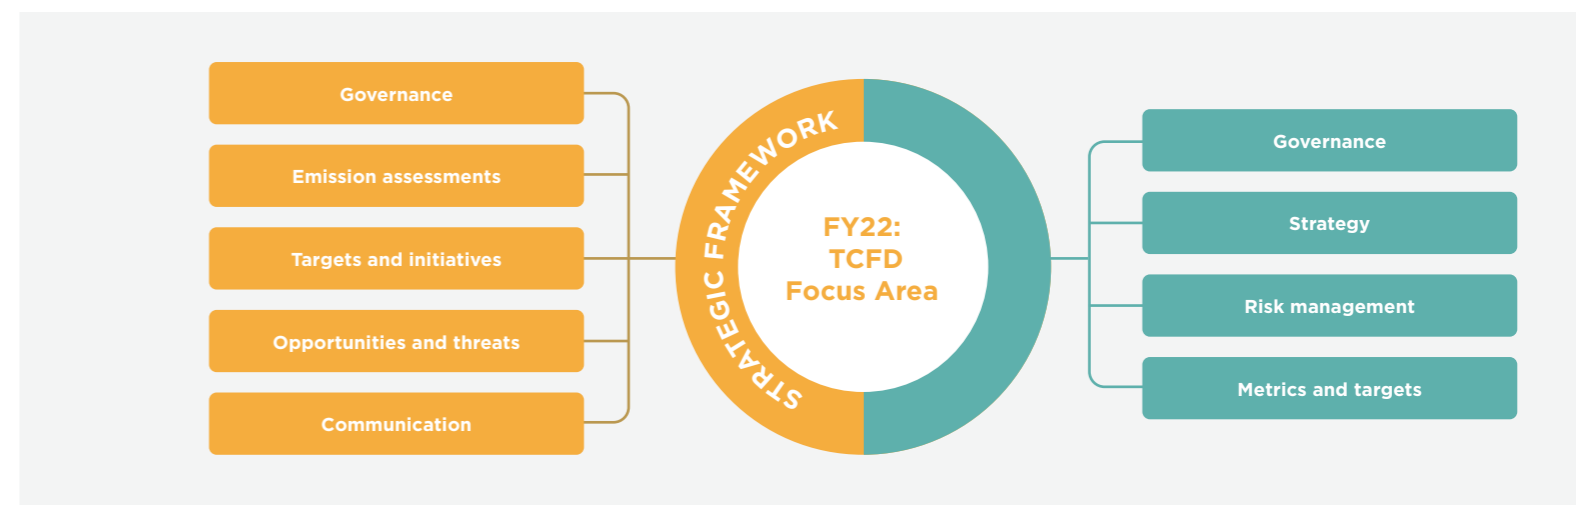 Governance
Emission assessments
Targets and initiatives
Opportunities and threats
Communication
STRATEGIC FRAMEWORK
FY22:
TCFD
Focus Area
Governance
Strategy
Risk management
Metrics and targets